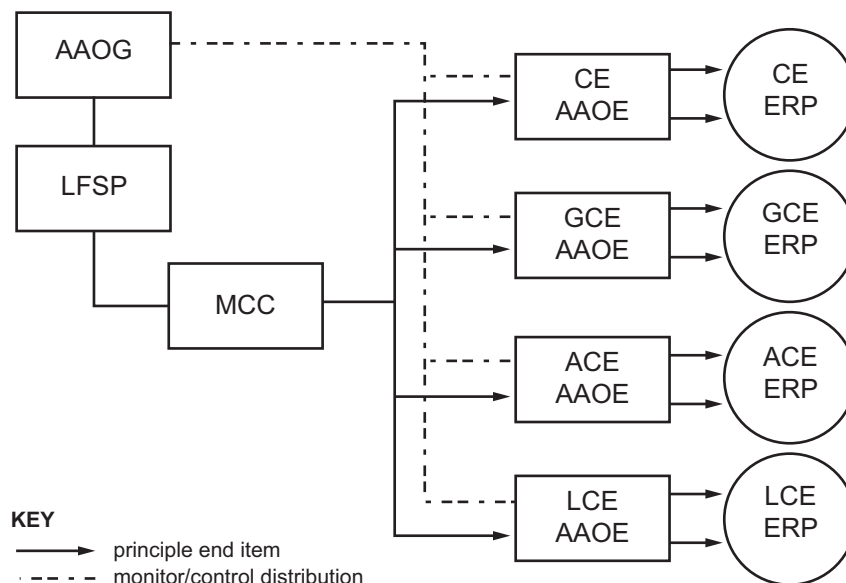 AAOG
LFSP
MCC
CE
AAOE
CE
ERP
GCE
AAOE
GCE
ERP
ACE
AAOE
ACE
ERP
LCE
AAOE
LCE
ERP
KEY
principle end item
monitor/control distribution